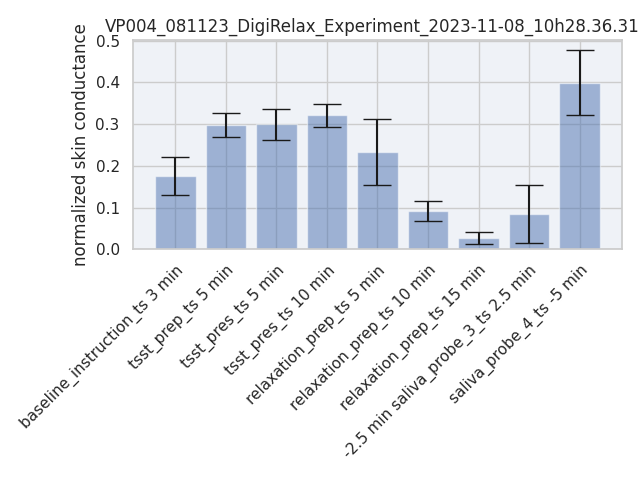 VP004_081123_DigiRelax_Experiment_2023-11-08_10h28.36.31
normalized skin conductance
0.5
0.4
0.3
0.2
0.1
0.0
baseline_instruction_ts 3 min
tsst_prep_ts 5 min
tsst_pres_ts 5 min
tsst_pres_ts 10 min
relaxation_prep_ts 5 min
relaxation_prep_ts 10 min
relaxation_prep_ts 15 min
-2.5 min saliva_probe_3_ts 2.5 min
saliva_probe_4_ts -5 min